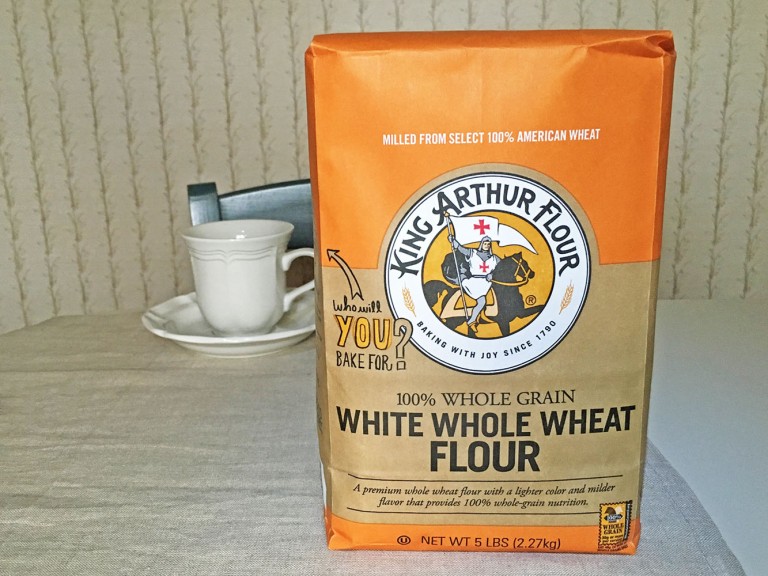 MILLED FROM SELECT 100% AMERICAN WHEAT
KING ARTHUR FLOUR
®
BAKING WITH JOY SINCE 1790
who will
YOU
BAKE FOR?
100% WHOLE GRAIN
WHITE WHOLE WHEAT
FLOUR
A premium whole wheat flour with a lighter color and milder
flavor that provides 100% whole-grain nutrition.
WHOLE
GRAIN
U NET WT 5 LBS (2.27kg)